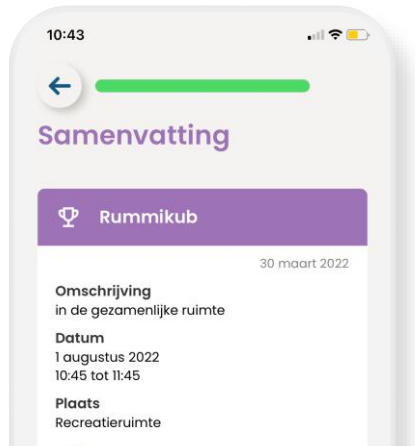 10:43
Samenvatting
Rummikub
30 maart 2022
Omschrijving
in de gezamenlijke ruimte
Datum
1 augustus 2022
10:45 tot 11:45
Plaats
Recreatieruimte